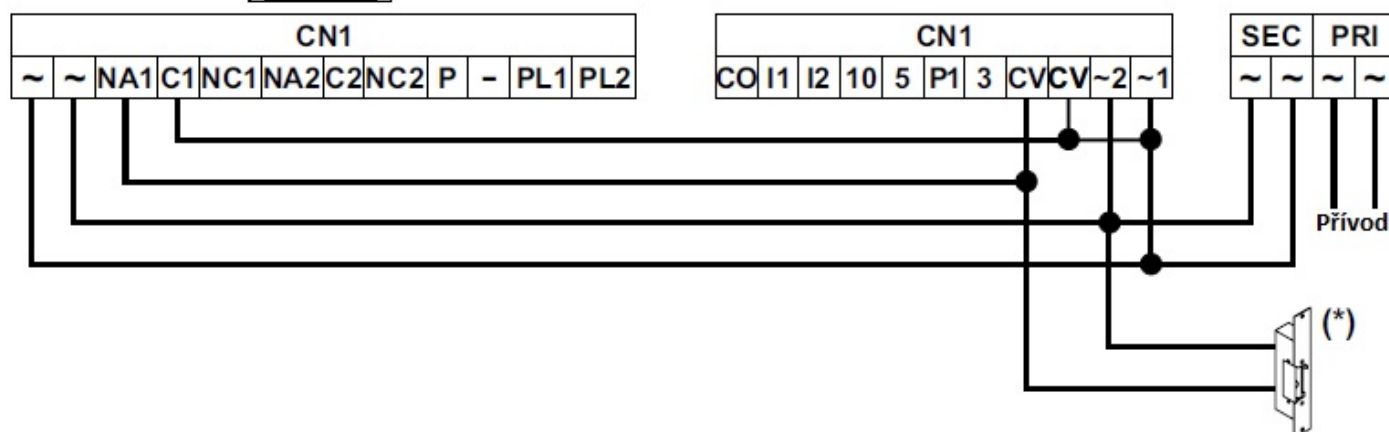 CN1
~ ~ NA1 C1 NC1 NA2 C2 NC2 P - PL1 PL2
CN1
CO I1 I2 10 5 P1 3 CV CV ~2 ~1
SEC PRI
~ ~ ~ ~
Přívod
(*)